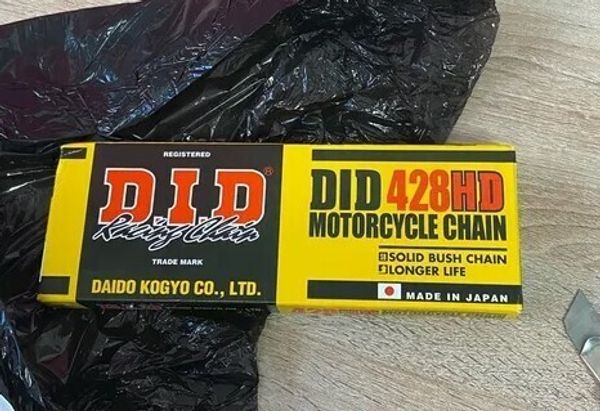 REGISTERED
D.I.D®
Racing Chain
TRADE MARK
DAIDO KOGYO CO., LTD.
DID 428HD
MOTORCYCLE CHAIN
SOLID BUSH CHAIN
LONGER LIFE
MADE IN JAPAN